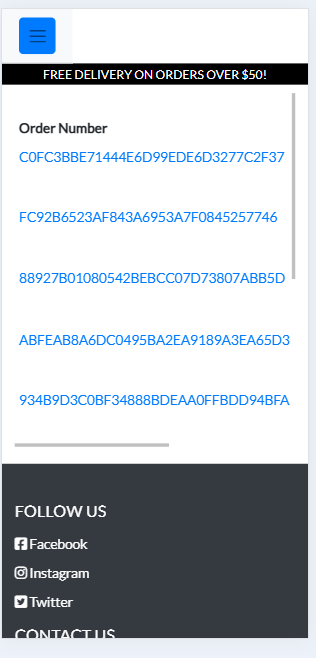 FREE DELIVERY ON ORDERS OVER $50!
Order Number
C0FC3BBE71444E6D99EDE6D3277C2F37
FC92B6523AF843A6953A7F0845257746
88927B01080542BEBCC07D73807ABB5D
ABFEAB8A6DC0495BA2EA9189A3EA65D3
934B9D3C0BF34888BDEAA0FFBDD94BFA
FOLLOW US
Facebook
Instagram
Twitter
CONTACT US